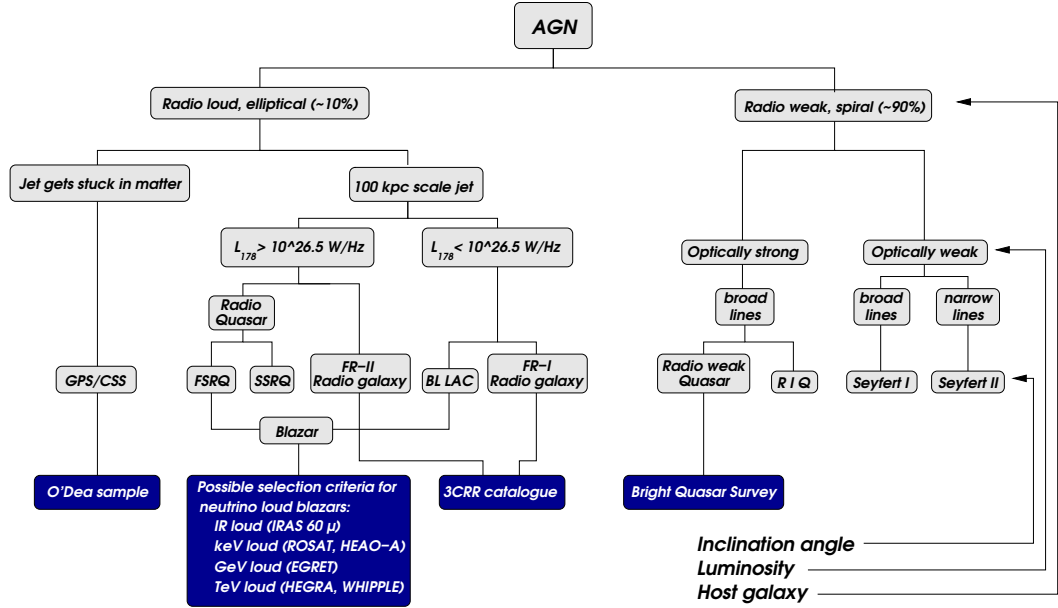 AGN
Radio loud, elliptical (~10%)
Radio weak, spiral (~90%)
Jet gets stuck in matter
100 kpc scale jet
L178 > 10^26.5 W/Hz
L178 < 10^26.5 W/Hz
Optically strong
Optically weak
Radio
Quasar
broad
lines
broad
lines
narrow
lines
GPS/CSS
FSRQ
SSRQ
FR-II
Radio galaxy
BL LAC
FR-I
Radio galaxy
Radio weak
Quasar
R I Q
Seyfert I
Seyfert II
Blazar
O'Dea sample
Possible selection criteria for
neutrino loud blazars:
IR loud (IRAS 60 μ)
keV loud (ROSAT, HEAO-A)
GeV loud (EGRET)
TeV loud (HEGRA, WHIPPLE)
3CRR catalogue
Bright Quasar Survey
Inclination angle
Luminosity
Host galaxy